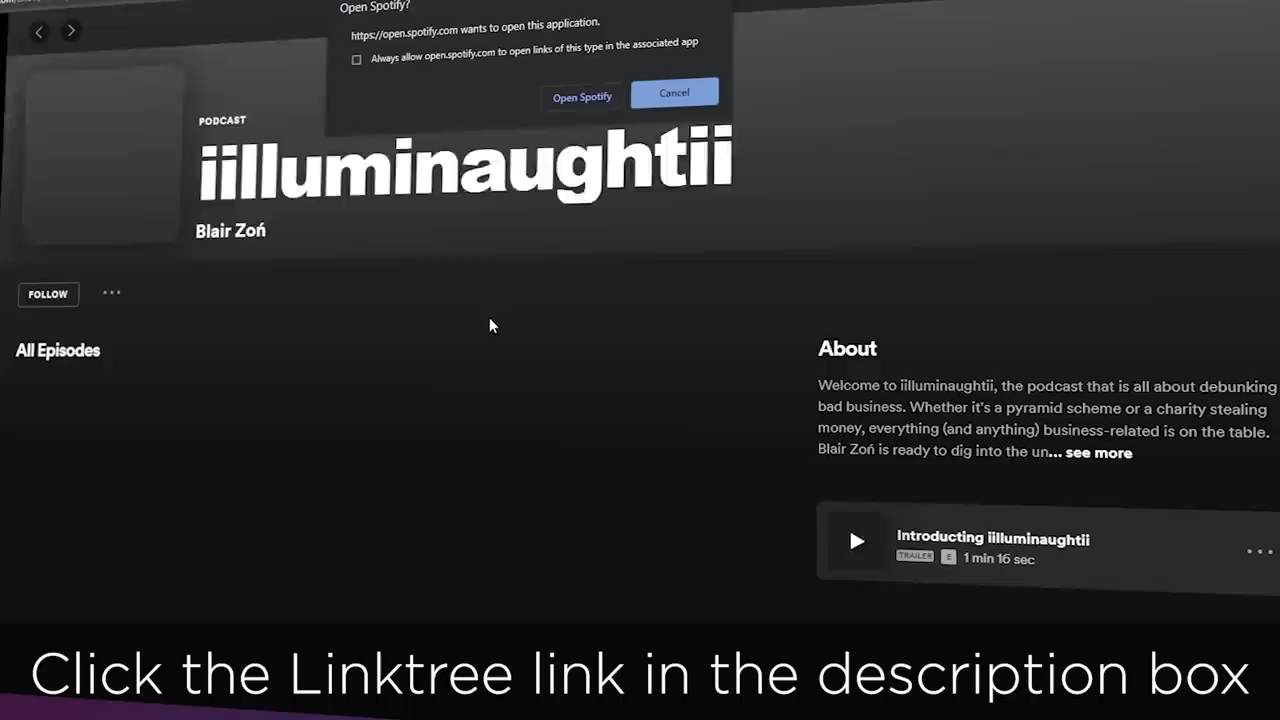 Open Spotify?
https://open.spotify.com wants to open this application.
Always allow open.spotify.com to open links of this type in the associated app
Open Spotify
Cancel
PODCAST
iilluminaughtii
Blair Zoń
FOLLOW
All Episodes
About
Welcome to iilluminaughtii, the podcast that is all about debunking
bad business. Whether it's a pyramid scheme or a charity stealing
money, everything (and anything) business-related is on the table.
Blair Zoń is ready to dig into the un... see more
Introducting iilluminaughtii
TRAILER E 1 min 16 sec
Click the Linktree link in the description box